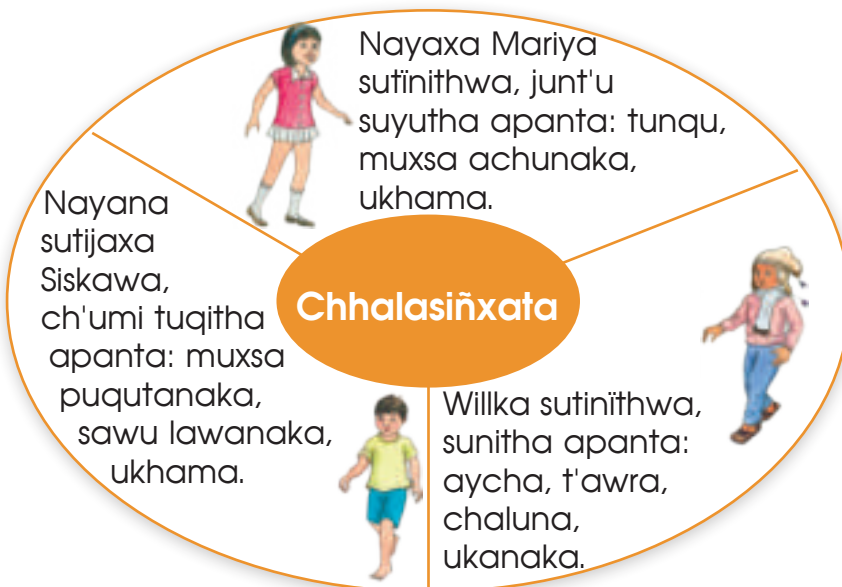 Nayaxa Mariya
sutïnithwa, junt'u
suyutha apanta: tunqu,
muxsa achunaka,
ukhama.
Nayana
sutijaxa
Siskawa,
ch'umi tuqitha
apanta: muxsa
puqutanaka,
sawu lawanaka,
ukhama.
Chhalasiñxata
Willka sutinïthwa,
sunitha apanta:
aycha, t'awra,
chaluna,
ukanaka.